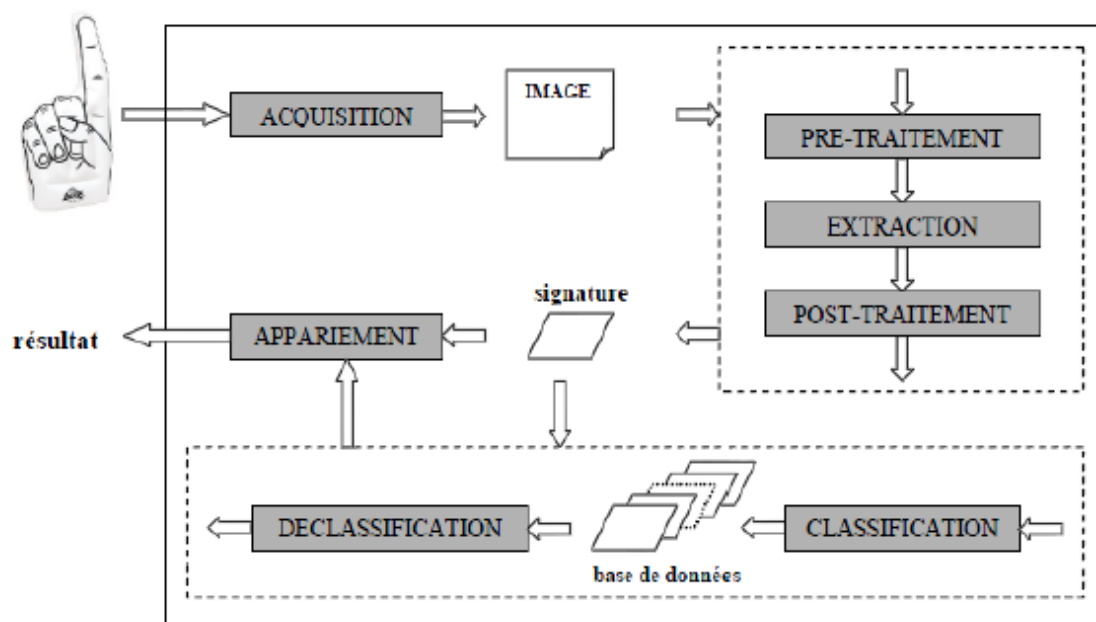 ACQUISITION
IMAGE
PRE-TRAITEMENT
EXTRACTION
POST-TRAITEMENT
signature
APPARIEMENT
résultat
DECLASSIFICATION
base de données
CLASSIFICATION